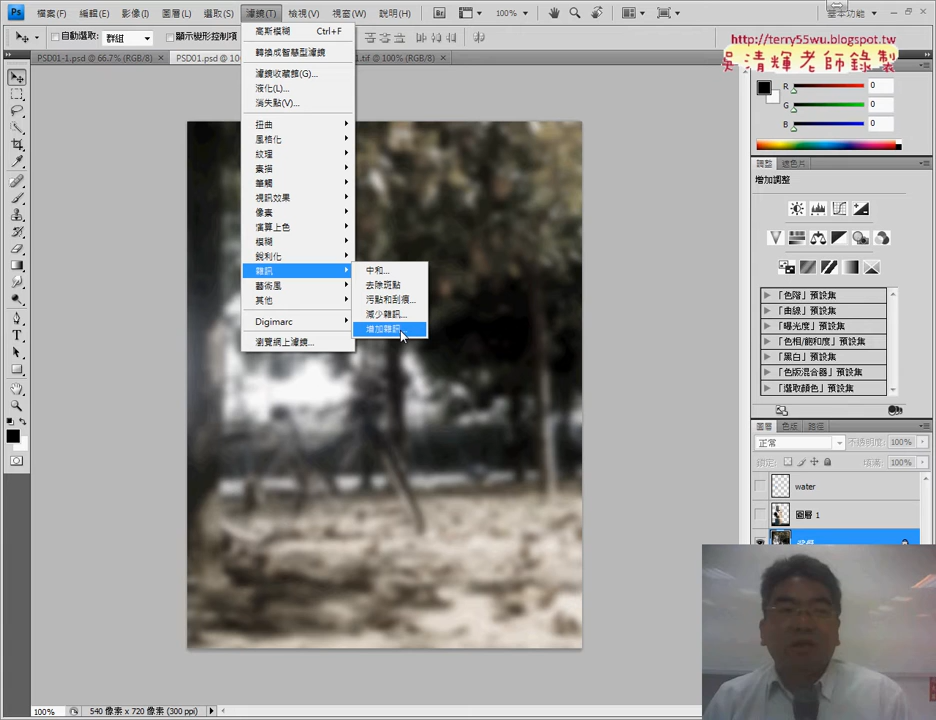 檔案(F) 編輯(E) 影像(I) 圖層(L) 選取(S) 濾鏡(T) 檢視(V) 視窗(W) 說明(H) 100% 基本功能
自動選取: 群組 顯示變形控制項
PSD01-1.psd @ 66.7% (RGB/8) PSD01.psd @ 10 1.tif @ 100% (RGB/8)
http://terry55wu.blogspot.tw
吳清輝老師錄製
高斯模糊 Ctrl+F
轉換成智慧型濾鏡
濾鏡收藏館(G)...
液化(L)...
消失點(V)...
扭曲
風格化
紋理
素描
筆觸
視訊效果
像素
演算上色
模糊
銳利化
雜訊
藝術風
其他
Digimarc
瀏覽網上濾鏡...
中和...
去除斑點
污點和刮痕...
減少雜訊...
增加雜訊...
R 0
G 0
B 0
調整 遮色片
增加調整
「色階」預設集
「曲線」預設集
「曝光度」預設集
「色相/飽和度」預設集
「黑白」預設集
「色版混合器」預設集
「選取顏色」預設集
圖層 色版 路徑
正常 不透明度: 100%
鎖定: 填滿: 100%
water
圖層 1
100% 540 像素 x 720 像素 (300 ppi)